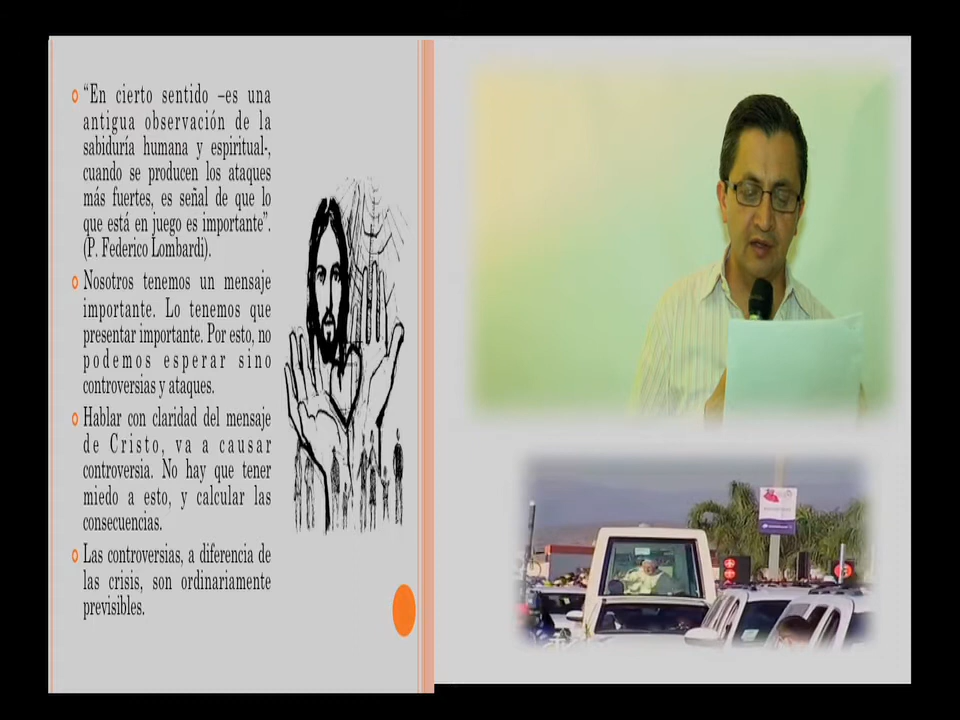 “En cierto sentido –es una
antigua observación de la
sabiduría humana y espiritual-,
cuando se producen los ataques
más fuertes, es señal de que lo
que está en juego es importante”.
(P. Federico Lombardi).
Nosotros tenemos un mensaje
importante. Lo tenemos que
presentar importante. Por esto, no
podemos esperar sino
controversias y ataques.
Hablar con claridad del mensaje
de Cristo, va a causar
controversia. No hay que tener
miedo a esto, y calcular las
consecuencias.
Las controversias, a diferencia de
las crisis, son ordinariamente
previsibles.